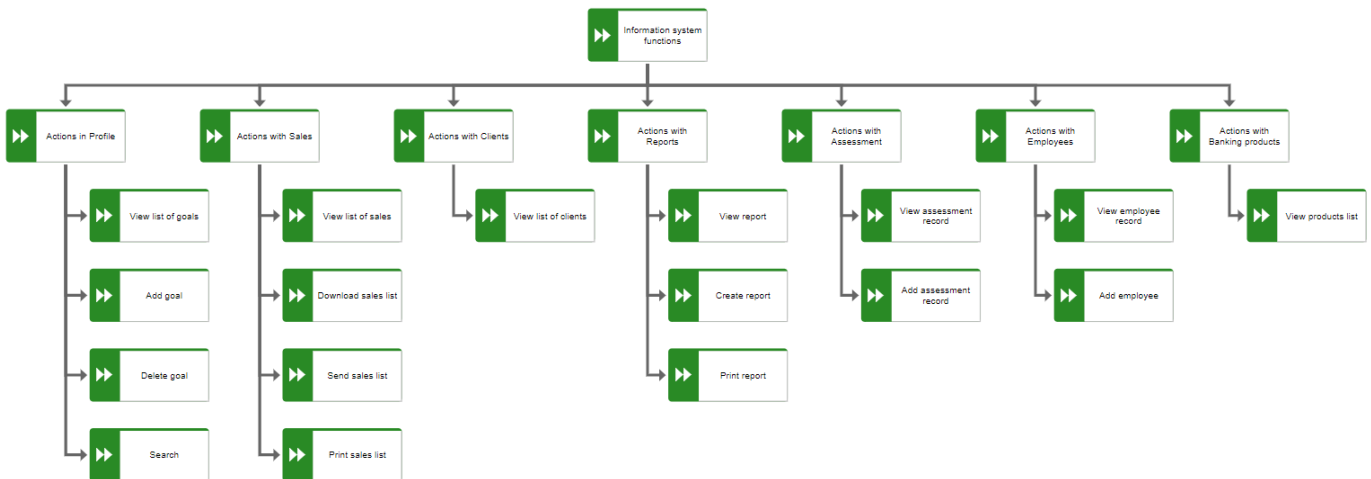 Information system
functions
Actions in Profile
Actions with Sales
Actions with Clients
Actions with
Reports
Actions with
Assessment
Actions with
Employees
Actions with
Banking products
View list of goals
View list of sales
View list of clients
View report
View assessment
record
View employee
record
View products list
Add goal
Download sales list
Create report
Add assessment
record
Add employee
Delete goal
Send sales list
Print report
Search
Print sales list